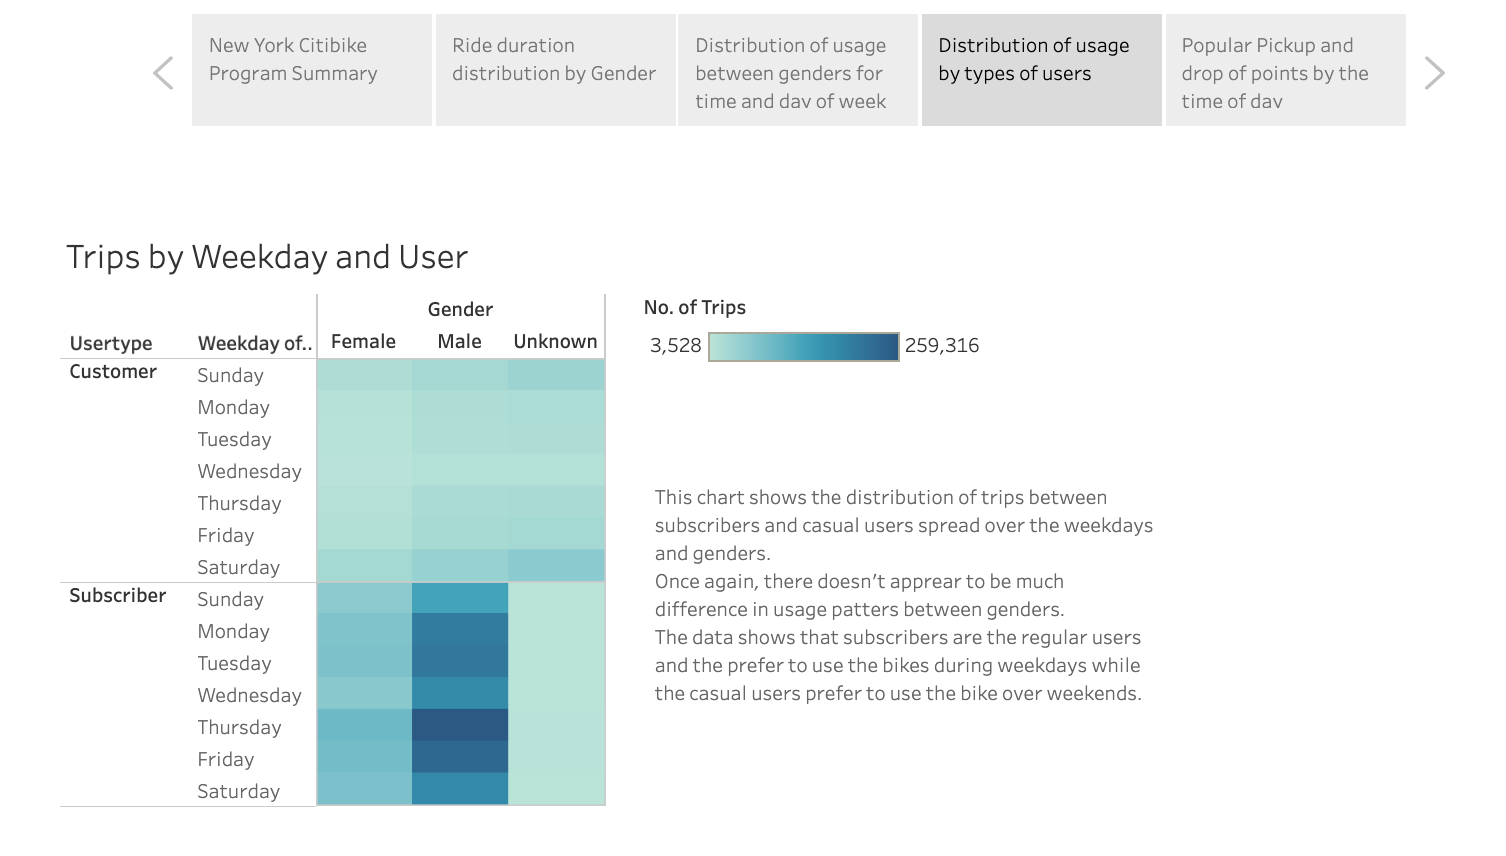 New York Citibike
Program Summary
Ride duration
distribution by Gender
Distribution of usage
between genders for
time and day of week
Distribution of usage
by types of users
Popular Pickup and
drop of points by the
time of day
Trips by Weekday and User
Gender
Usertype Weekday of.. Female Male Unknown
Customer Sunday
Monday
Tuesday
Wednesday
Thursday
Friday
Saturday
Subscriber Sunday
Monday
Tuesday
Wednesday
Thursday
Friday
Saturday
No. of Trips
3,528 259,316
This chart shows the distribution of trips between
subscribers and casual users spread over the weekdays
and genders.
Once again, there doesn't apprear to be much
difference in usage patters between genders.
The data shows that subscribers are the regular users
and the prefer to use the bikes during weekdays while
the casual users prefer to use the bike over weekends.